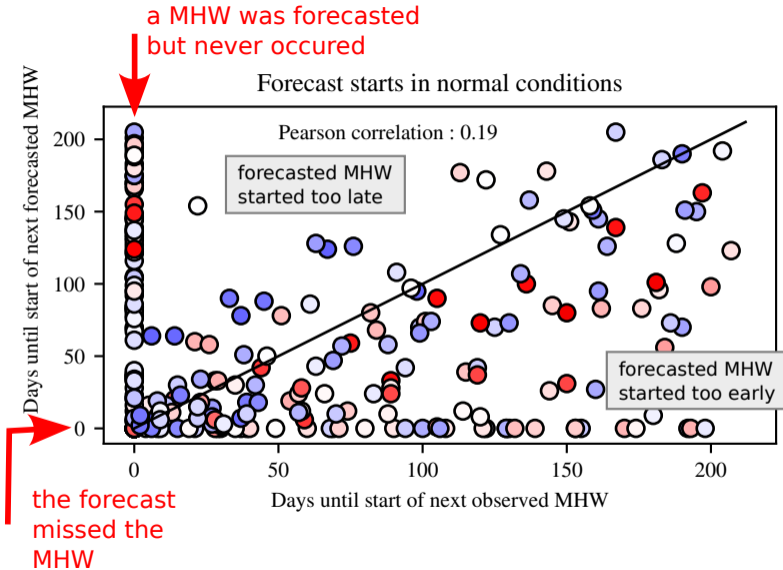 a MHW was forecasted
but never occured
Forecast starts in normal conditions
Pearson correlation : 0.19
forecasted MHW
started too late
forecasted MHW
started too early
Days until start of next forecasted MHW
200
150
100
50
0
0 50 100 150 200
Days until start of next observed MHW
the forecast
missed the
MHW